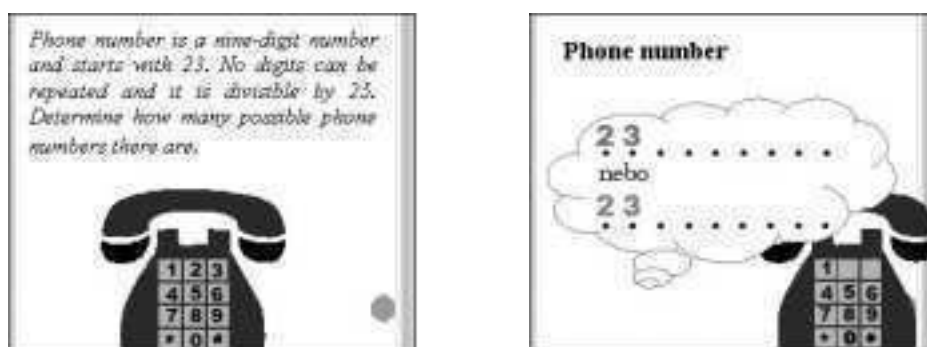 Phone number is a nine-digit number
and starts with 23. No digits can be
repeated and it is divisible by 25.
Determine how many possible phone
numbers there are.
1 2 3
4 5 6
7 8 9
* 0 #
Phone number
2 3
nebo
2 3
1
4 5 6
7 8 9
* 0 #